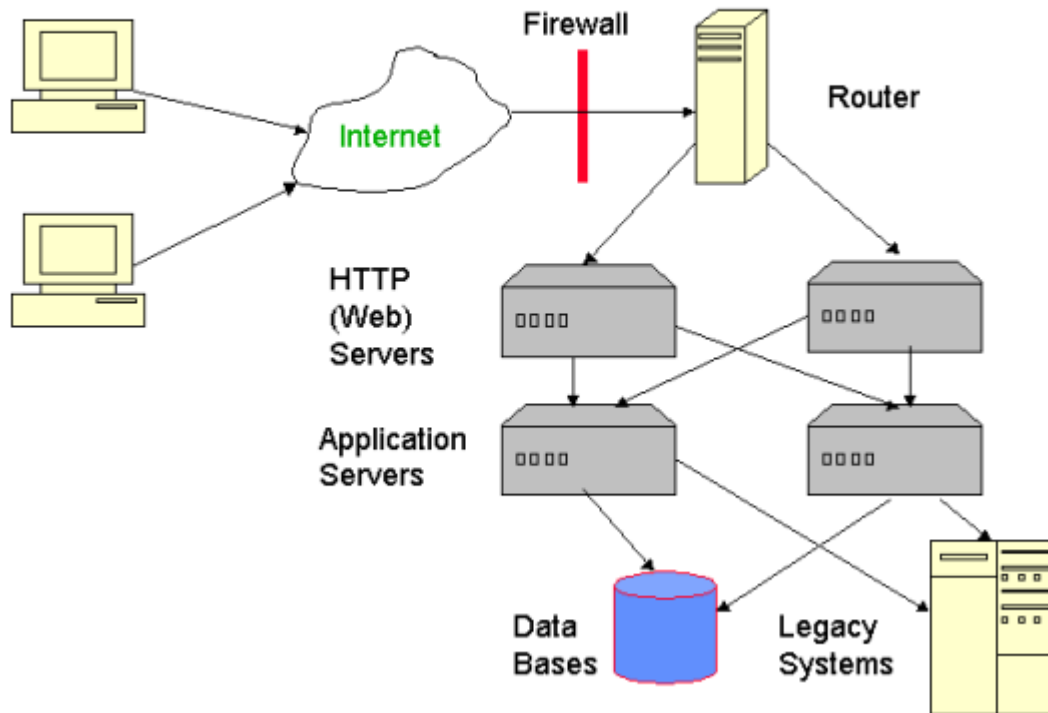 Firewall
Router
Internet
HTTP
(Web)
Servers
Application
Servers
Data
Bases
Legacy
Systems